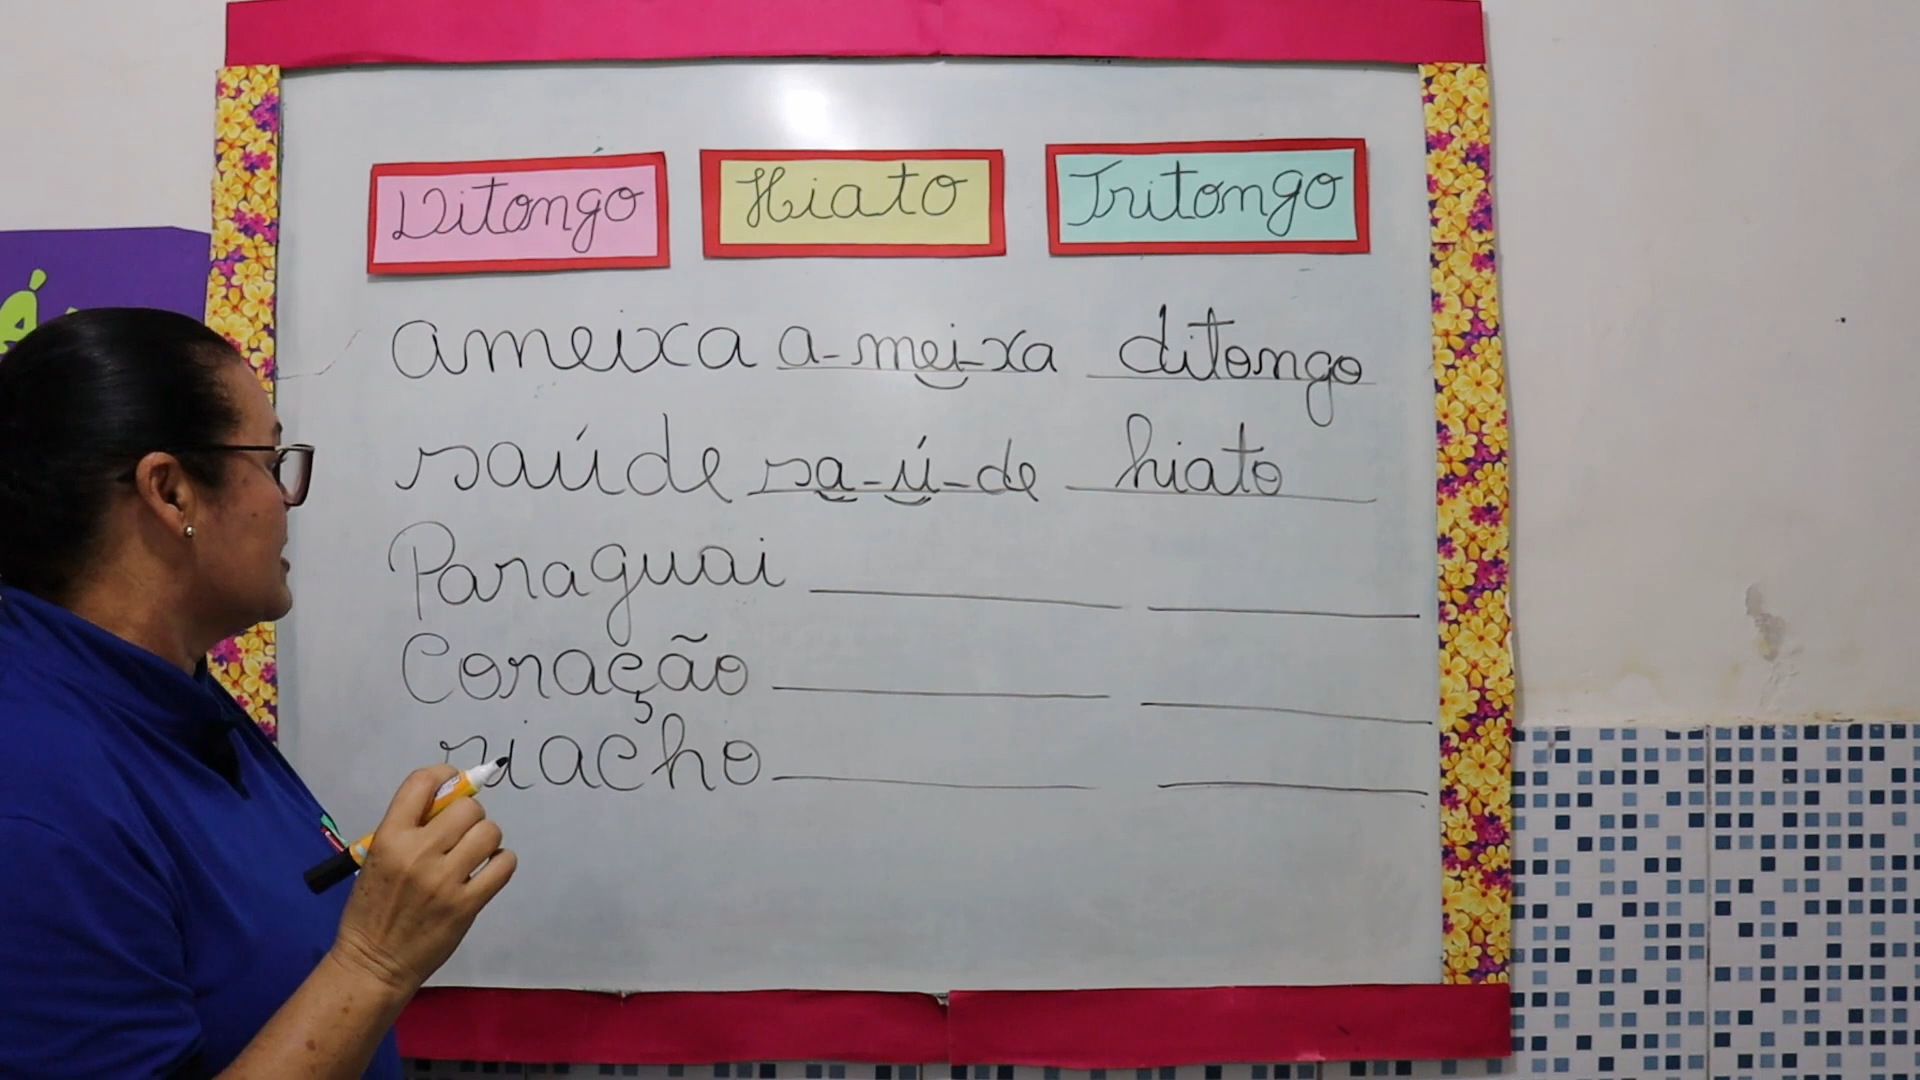 Ditongo Hiato Tritongo
ameixa a-mei-xa ditongo
saúde sa-ú-de hiato
Paraguai
Coração
riacho